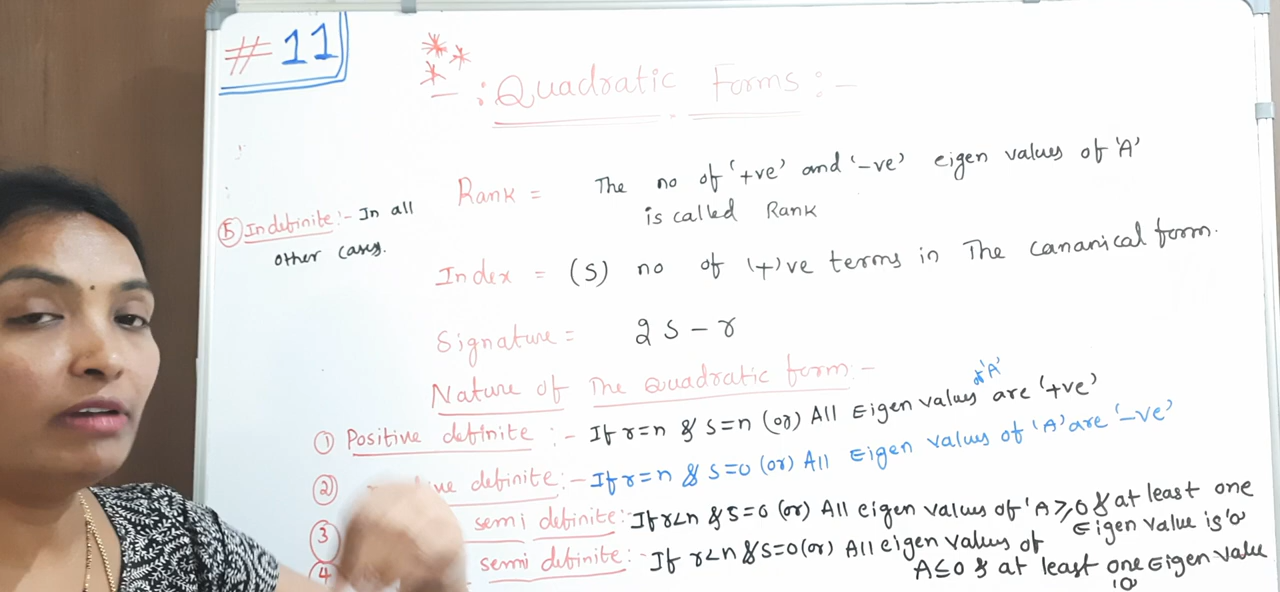 #11
-: Quadratic Forms :-
Rank = The no of '+ve' and '-ve' eigen values of 'A'
is called Rank
⑤ Indefinite :- In all
other cases.
Index = (S) no of '+'ve terms in The cananical form.
Signature = 2S - r
Nature of The Quadratic form :-
① Positive definite :- If r=n & S=n (or) All Eigen values of 'A' are '+ve'
② ive definite :- If r=n & S=0 (or) All Eigen values of 'A' are '-ve'
③ semi definite :- If r<n & S=0 (or) All eigen values of 'A ≥ 0 & at least one
Eigen value is '0'
④ semi definite :- If r<n & S=0 (or) All eigen values of
A≤0 & at least one Eigen value
'0'